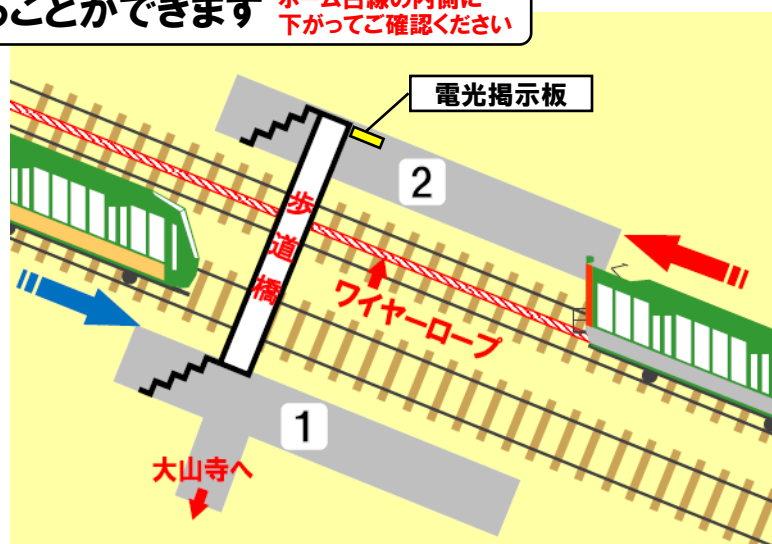 ることができます
ホーム白線の内側に
下がってご確認ください
電光掲示板
2
歩道橋
ワイヤーロープ
1
大山寺へ